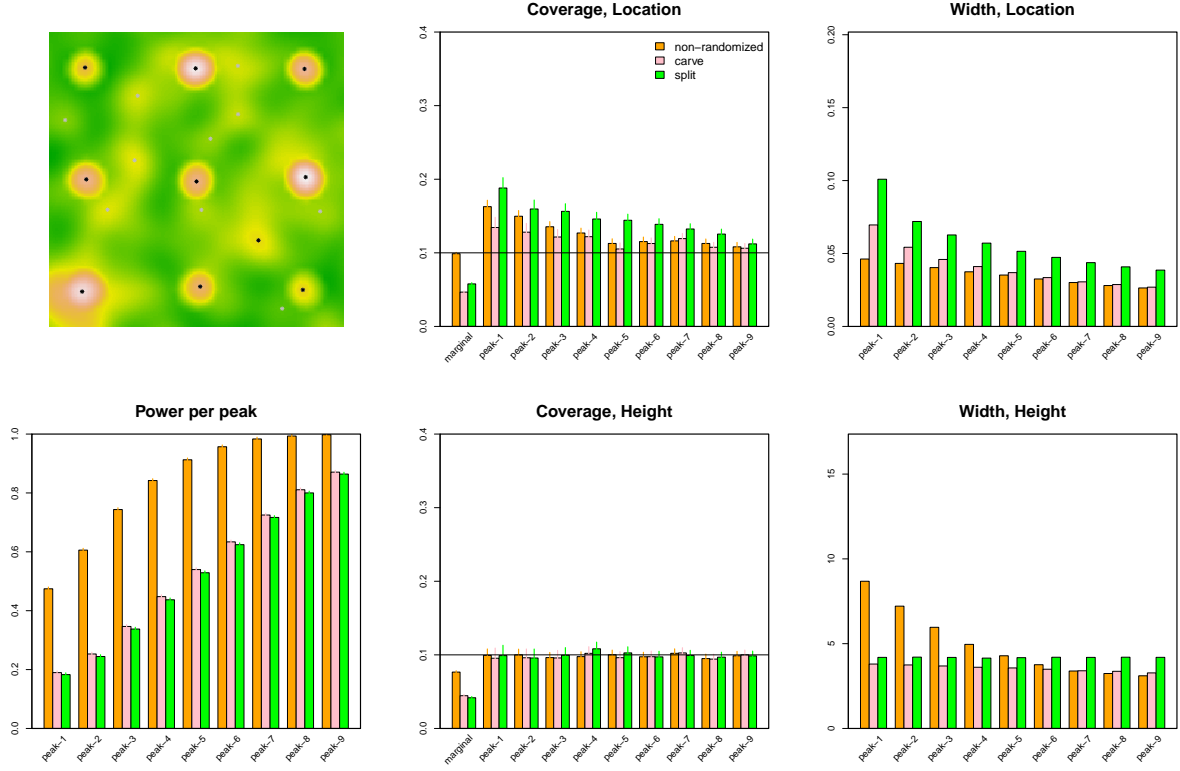 Coverage, Location
0.0
0.1
0.2
0.3
0.4
non−randomized
carve
split
marginal
peak-1
peak-2
peak-3
peak-4
peak-5
peak-6
peak-7
peak-8
peak-9
Width, Location
0.00
0.05
0.10
0.15
0.20
peak-1
peak-2
peak-3
peak-4
peak-5
peak-6
peak-7
peak-8
peak-9
Power per peak
0.0
0.2
0.4
0.6
0.8
1.0
peak-1
peak-2
peak-3
peak-4
peak-5
peak-6
peak-7
peak-8
peak-9
Coverage, Height
0.0
0.1
0.2
0.3
0.4
marginal
peak-1
peak-2
peak-3
peak-4
peak-5
peak-6
peak-7
peak-8
peak-9
Width, Height
0
5
10
15
peak-1
peak-2
peak-3
peak-4
peak-5
peak-6
peak-7
peak-8
peak-9